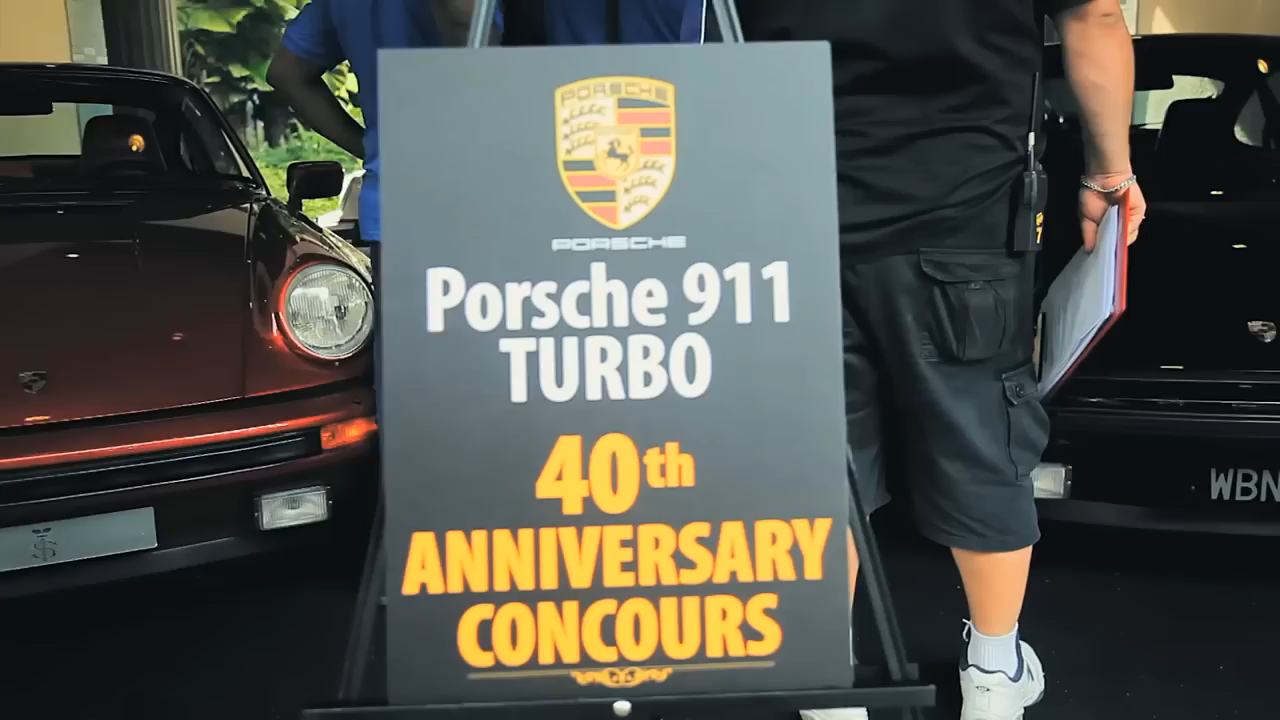 PORSCHE
PORSCHE
Porsche 911
TURBO
40th
ANNIVERSARY
CONCOURS
WBN